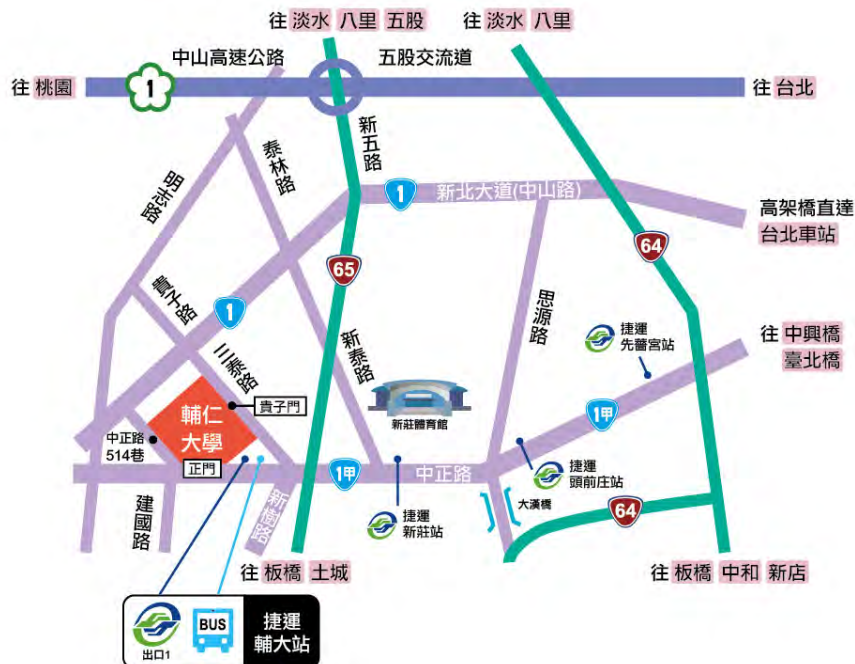 往 淡水 八里 五股
往 淡水 八里
中山高速公路
五股交流道
往 桃園
1
往 台北
新五路
泰林路
明志路
1
新北大道(中山路)
高架橋直達
台北車站
64
65
貴子路
1
思源路
捷運
先嗇宮站
往 中興橋
臺北橋
三泰路
新泰路
新莊體育館
1甲
輔仁
大學
貴子門
中正路
514巷
正門
1甲
中正路
捷運
頭前庄站
建國路
新樹路
捷運
新莊站
大漢橋
64
往 板橋 土城
往 板橋 中和 新店
出口1
BUS
捷運
輔大站